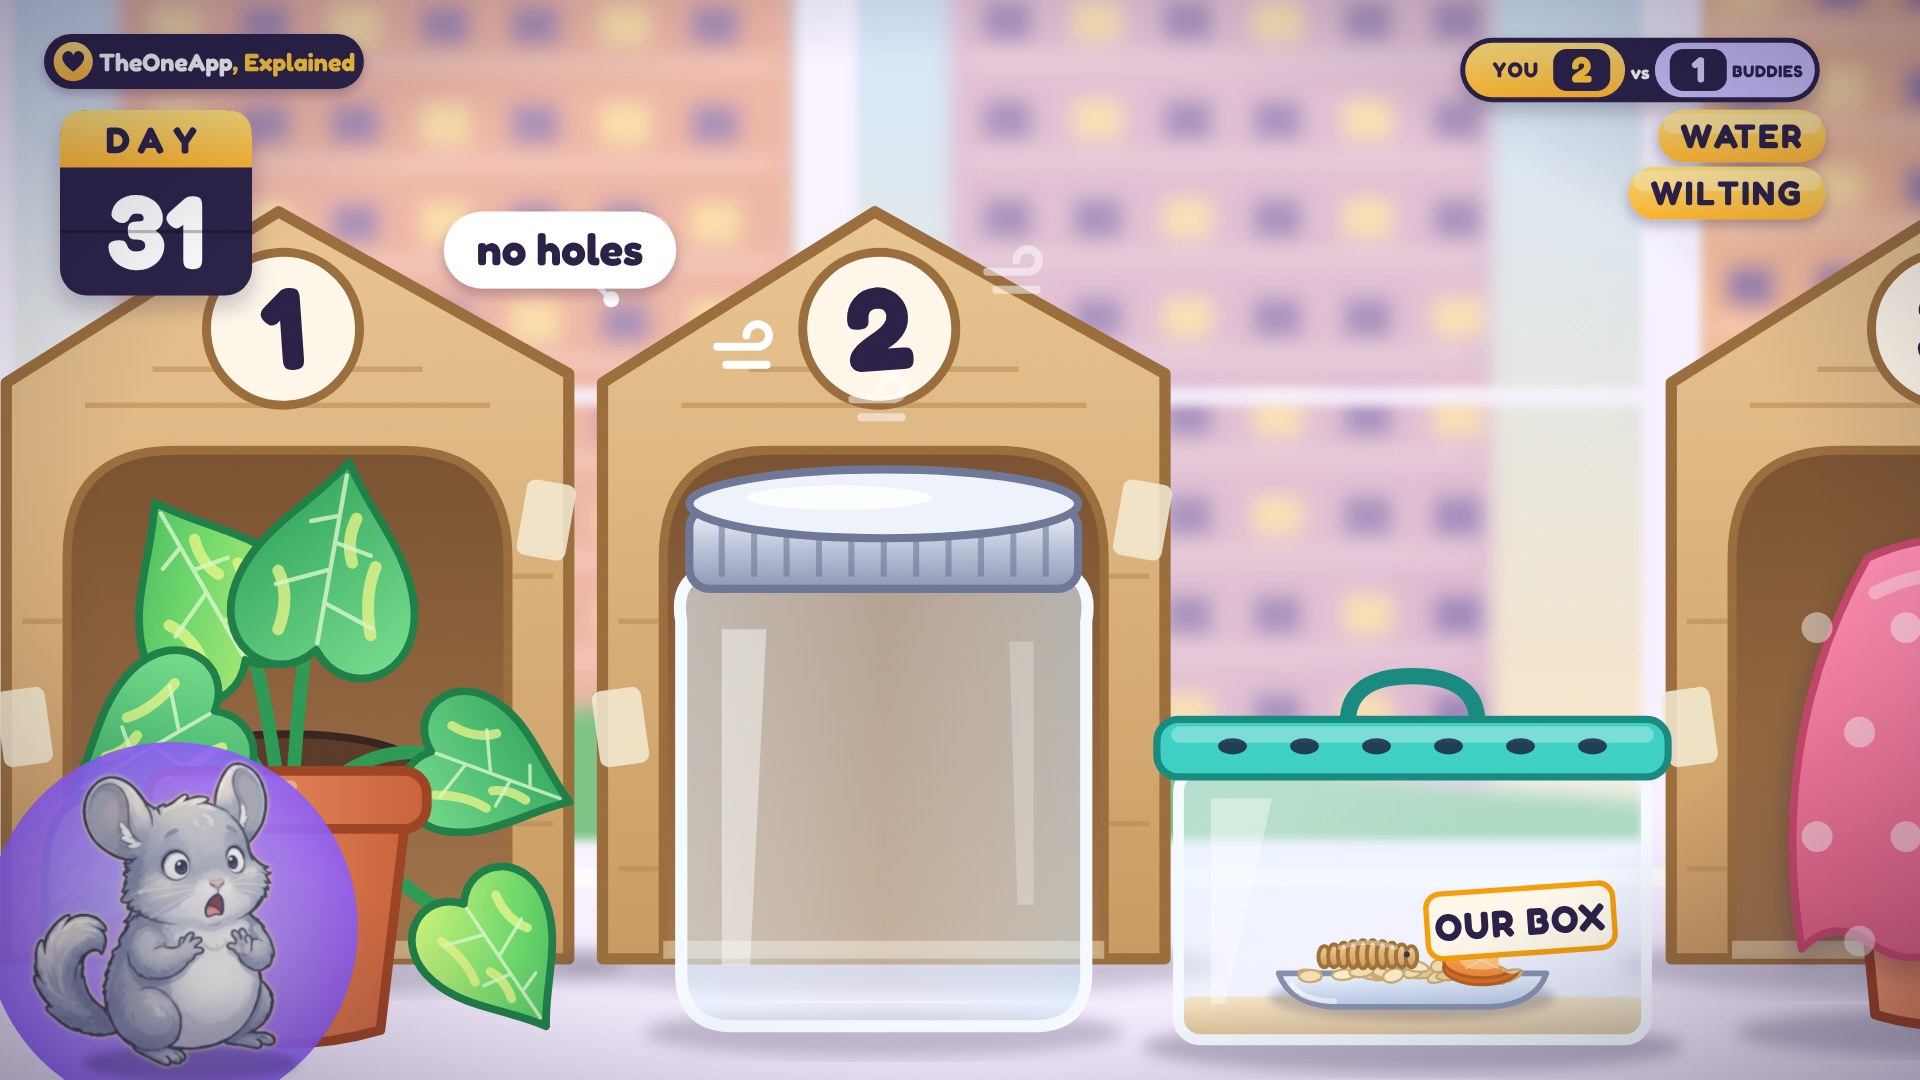 TheOneApp, Explained
DAY
31
YOU 2 vs 1 BUDDIES
WATER
WILTING
no holes
1
2
OUR BOX